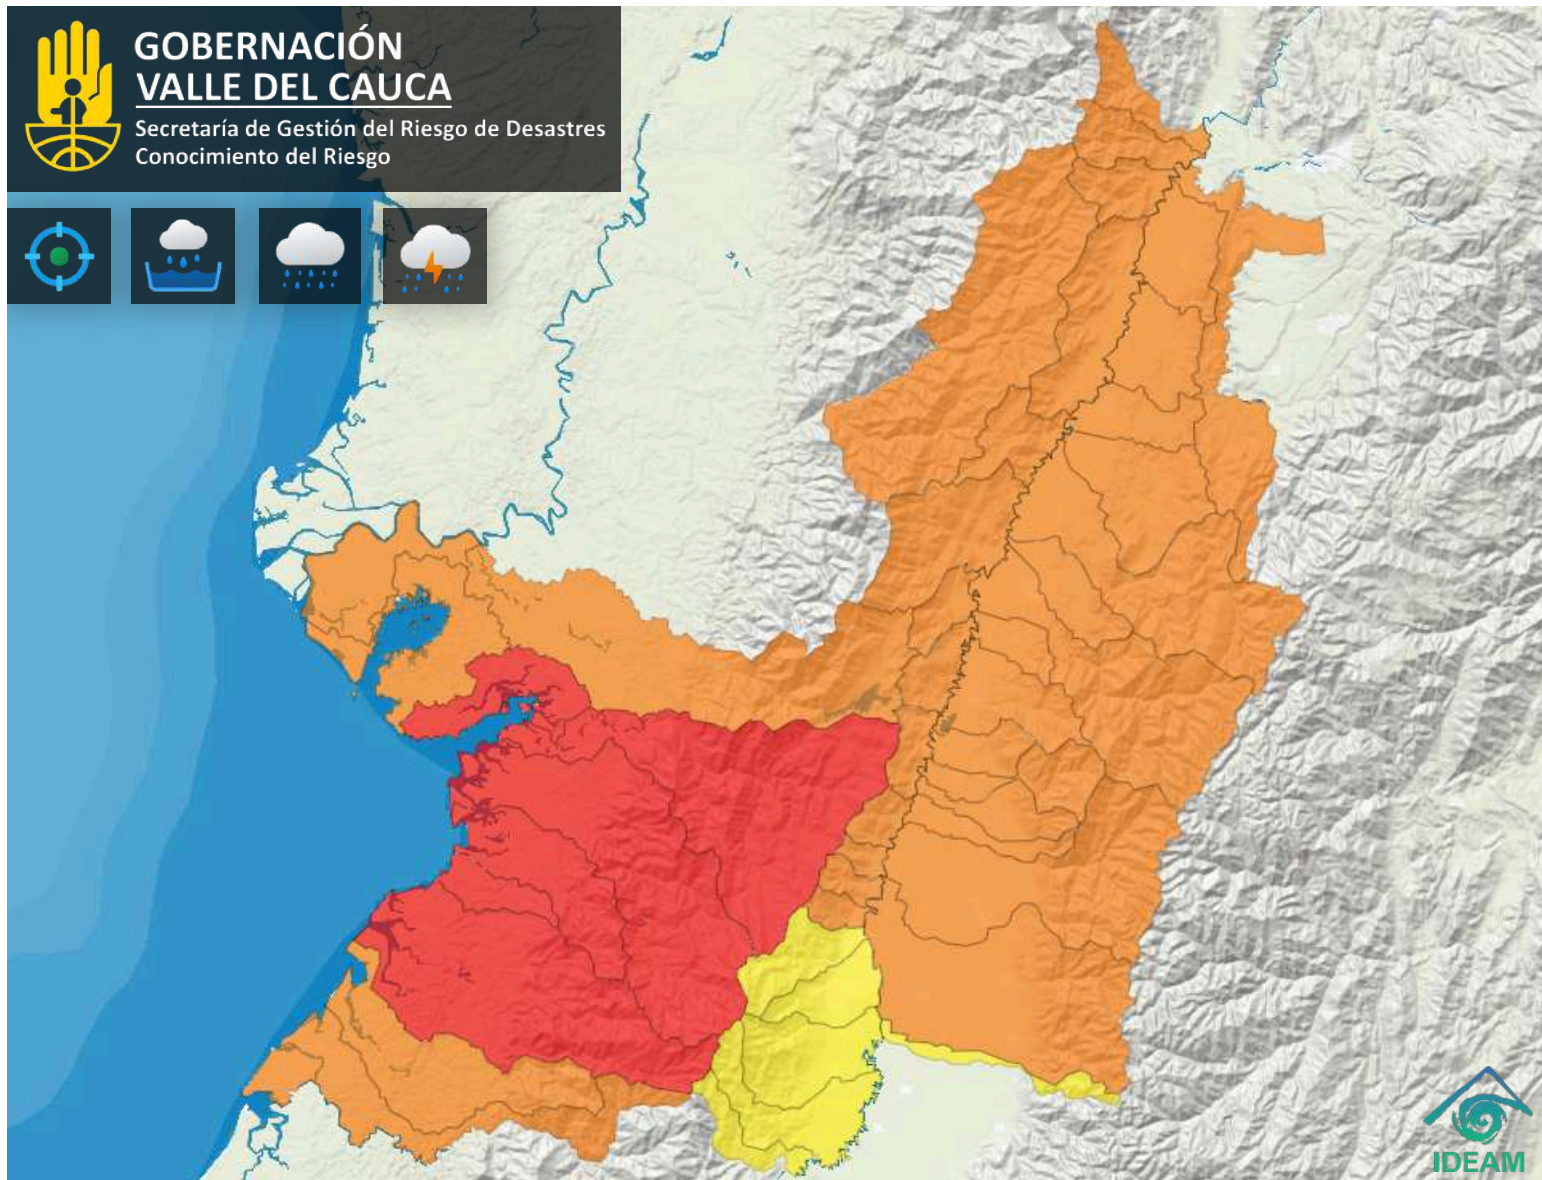 GOBERNACIÓN
VALLE DEL CAUCA
Secretaría de Gestión del Riesgo de Desastres
Conocimiento del Riesgo
IDEAM